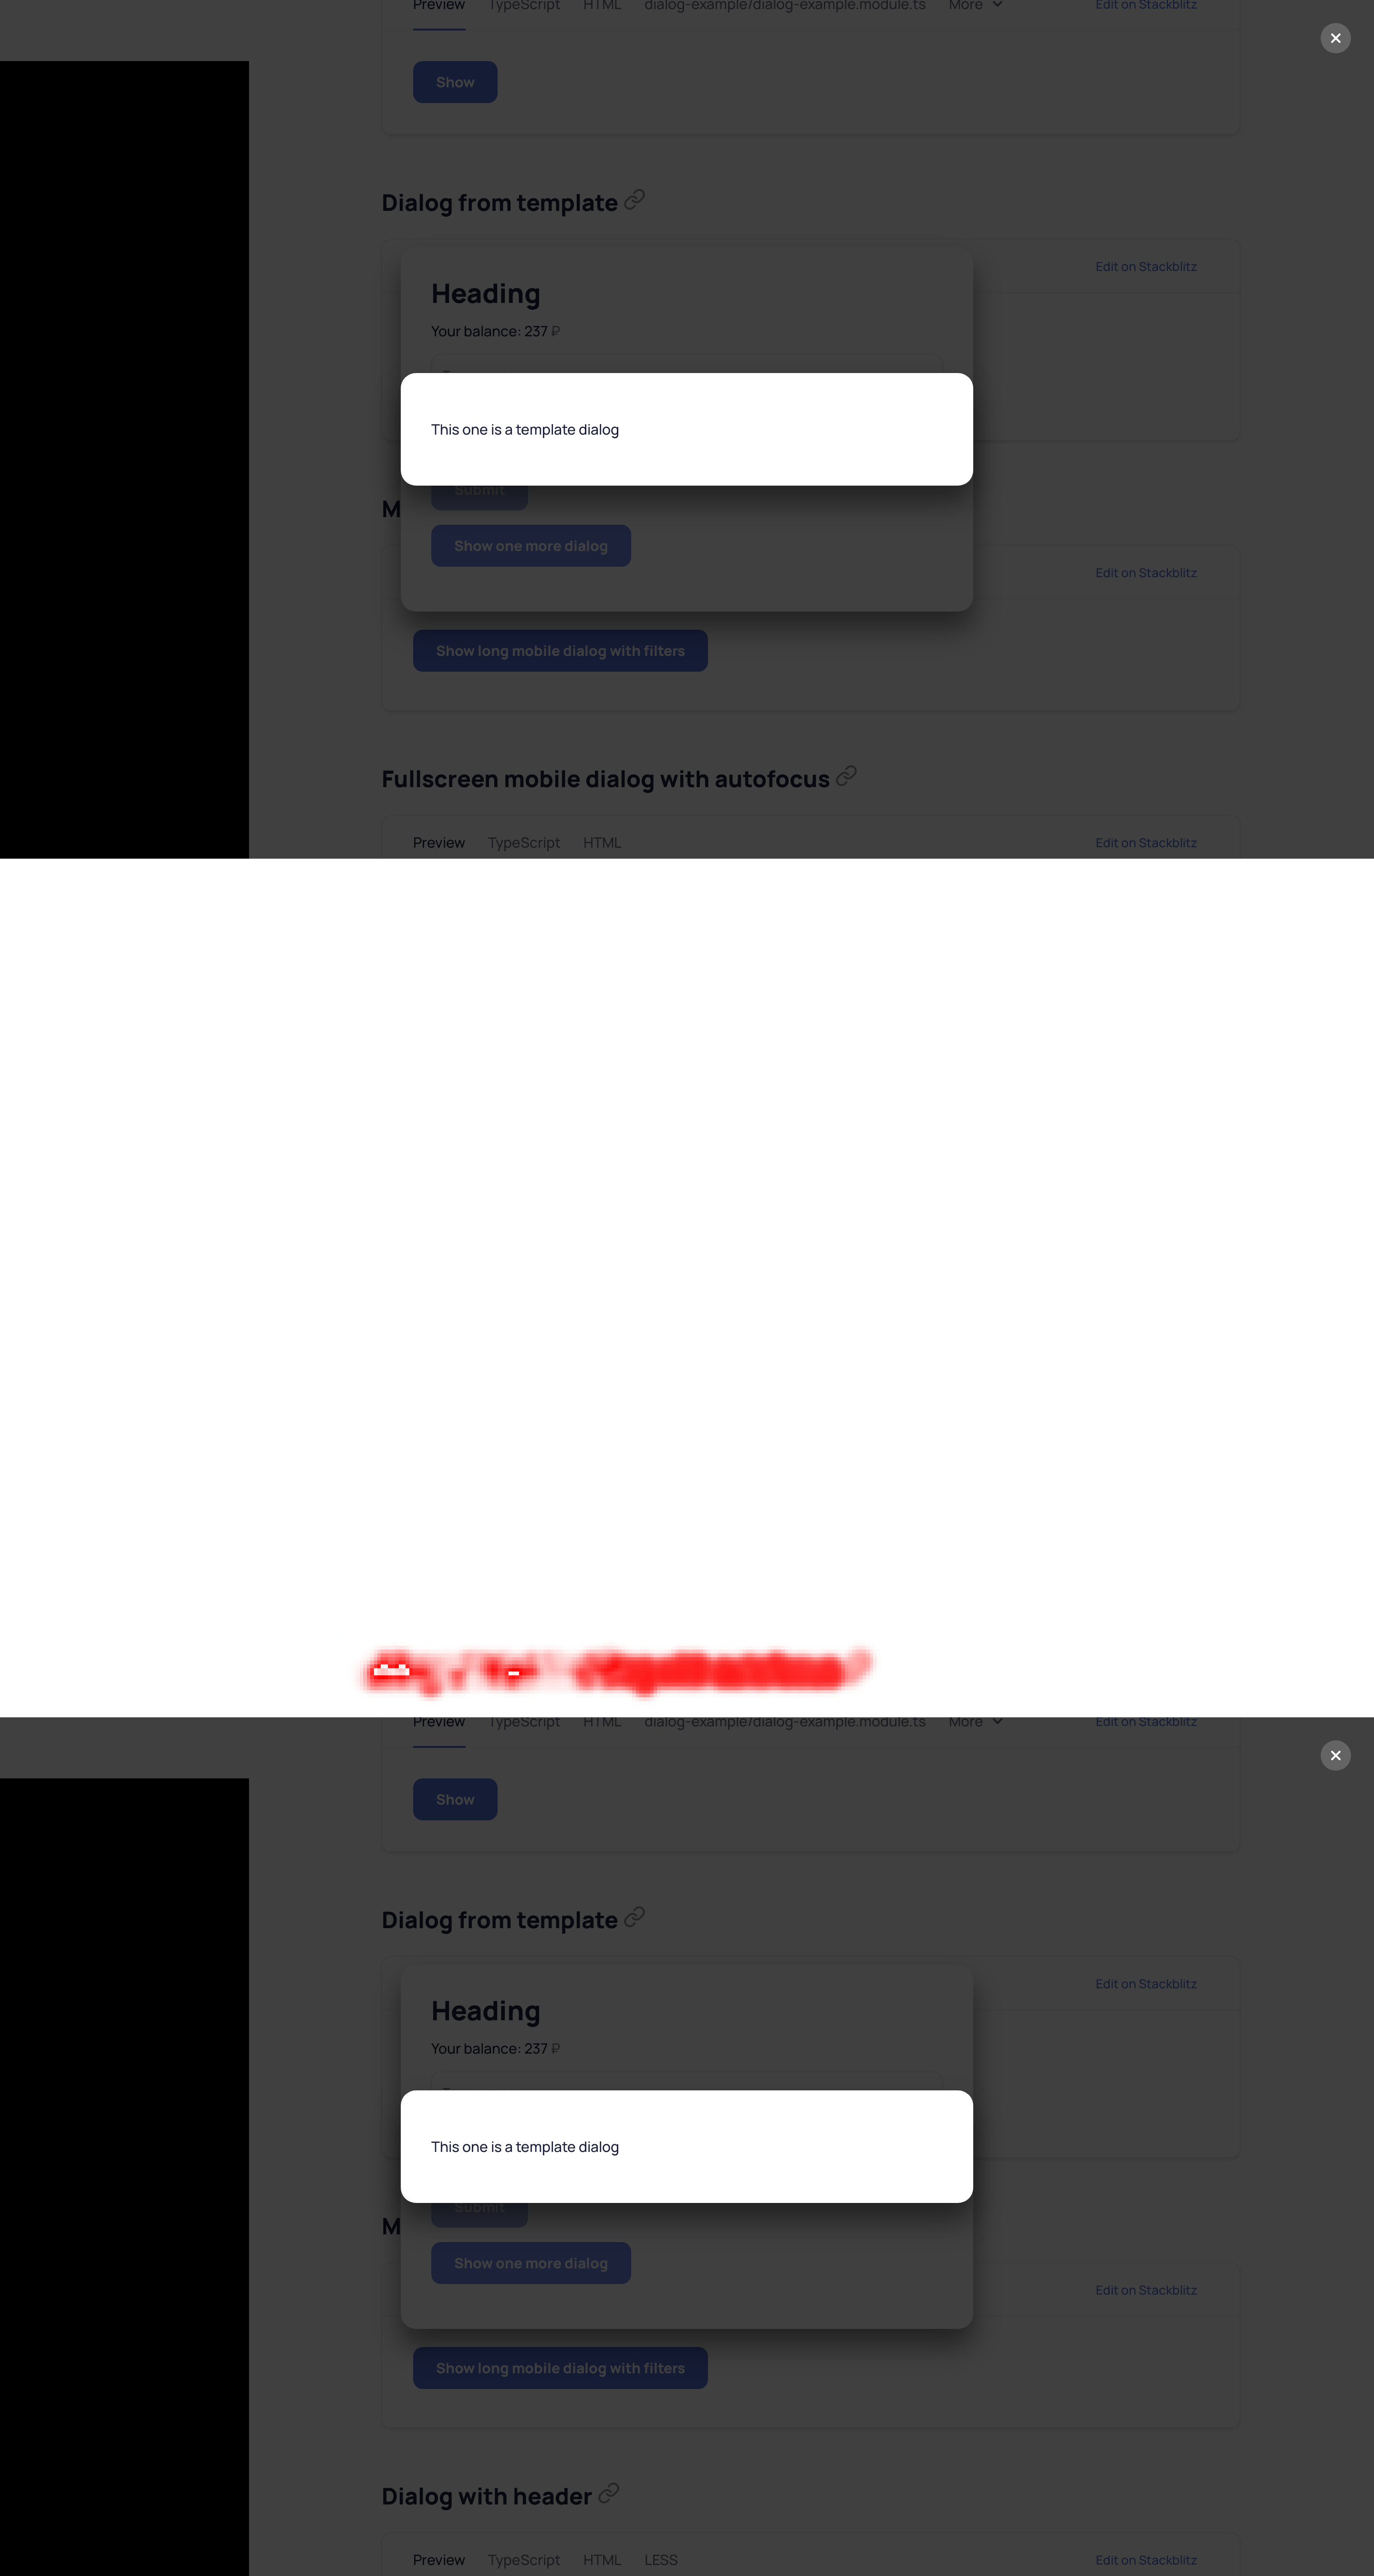 Preview TypeScript HTML dialog-example/dialog-example.module.ts More Edit on Stackblitz
Show
Dialog from template
Edit on Stackblitz
Heading
Your balance: 237 ₽
This one is a template dialog
Submit
M
Show one more dialog
Edit on Stackblitz
Show long mobile dialog with filters
Fullscreen mobile dialog with autofocus
Preview TypeScript HTML Edit on Stackblitz
Preview TypeScript HTML dialog-example/dialog-example.module.ts More Edit on Stackblitz
Show
Dialog from template
Edit on Stackblitz
Heading
Your balance: 237 ₽
This one is a template dialog
Submit
M
Show one more dialog
Edit on Stackblitz
Show long mobile dialog with filters
Dialog with header
Preview TypeScript HTML LESS Edit on Stackblitz